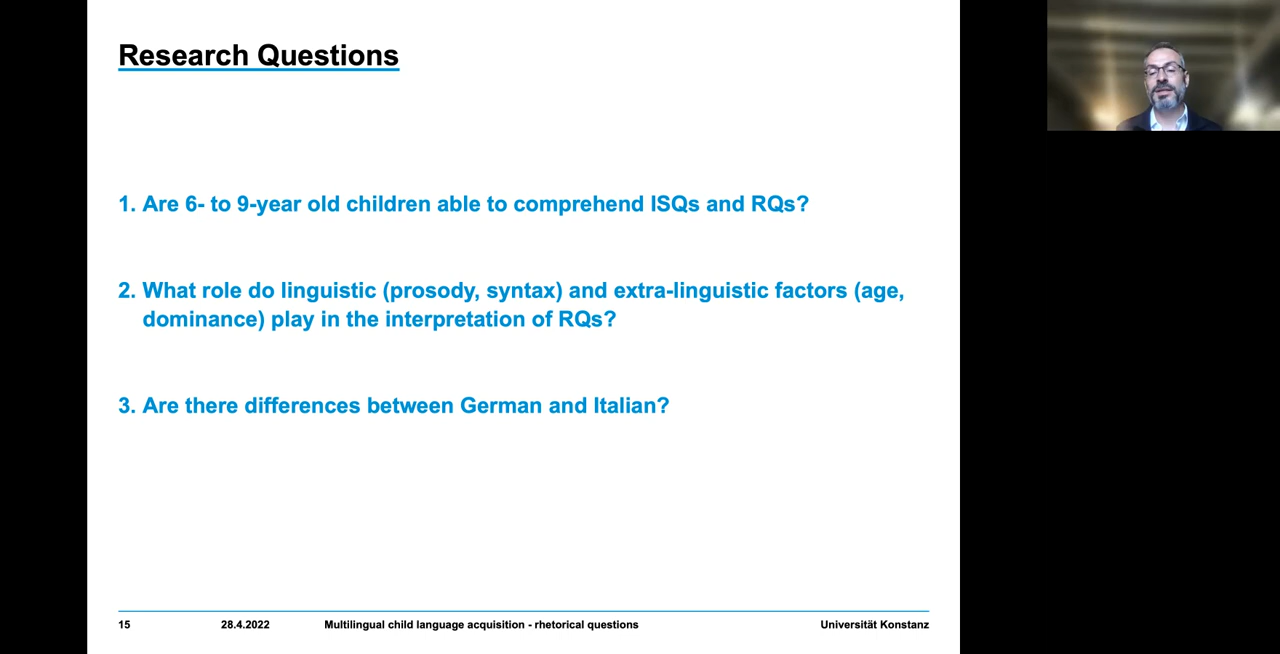 Research Questions
1. Are 6- to 9-year old children able to comprehend ISQs and RQs?
2. What role do linguistic (prosody, syntax) and extra-linguistic factors (age,
dominance) play in the interpretation of RQs?
3. Are there differences between German and Italian?
15 28.4.2022 Multilingual child language acquisition - rhetorical questions Universität Konstanz